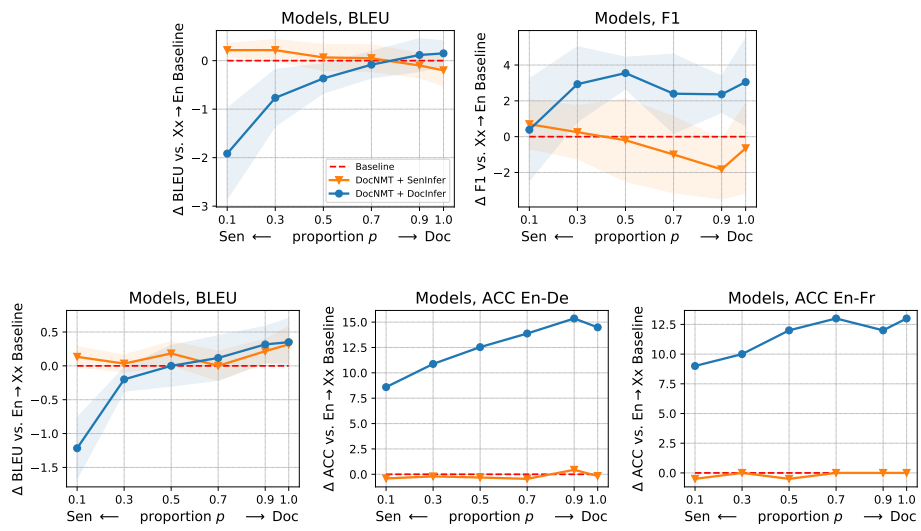 Models, BLEU
Δ BLEU vs. Xx→En Baseline
0
−1
−2
−3
Baseline
DocNMT + SenInfer
DocNMT + DocInfer
0.1 0.3 0.5 0.7 0.9 1.0
Sen ⟵ proportion p ⟶ Doc
Models, F1
Δ F1 vs. Xx→En Baseline
4
2
0
−2
0.1 0.3 0.5 0.7 0.9 1.0
Sen ⟵ proportion p ⟶ Doc
Models, BLEU
Δ BLEU vs. En→Xx Baseline
0.5
0.0
−0.5
−1.0
−1.5
0.1 0.3 0.5 0.7 0.9 1.0
Sen ⟵ proportion p ⟶ Doc
Models, ACC En-De
Δ ACC vs. En→Xx Baseline
15.0
12.5
10.0
7.5
5.0
2.5
0.0
0.1 0.3 0.5 0.7 0.9 1.0
Sen ⟵ proportion p ⟶ Doc
Models, ACC En-Fr
Δ ACC vs. En→Xx Baseline
12.5
10.0
7.5
5.0
2.5
0.0
0.1 0.3 0.5 0.7 0.9 1.0
Sen ⟵ proportion p ⟶ Doc